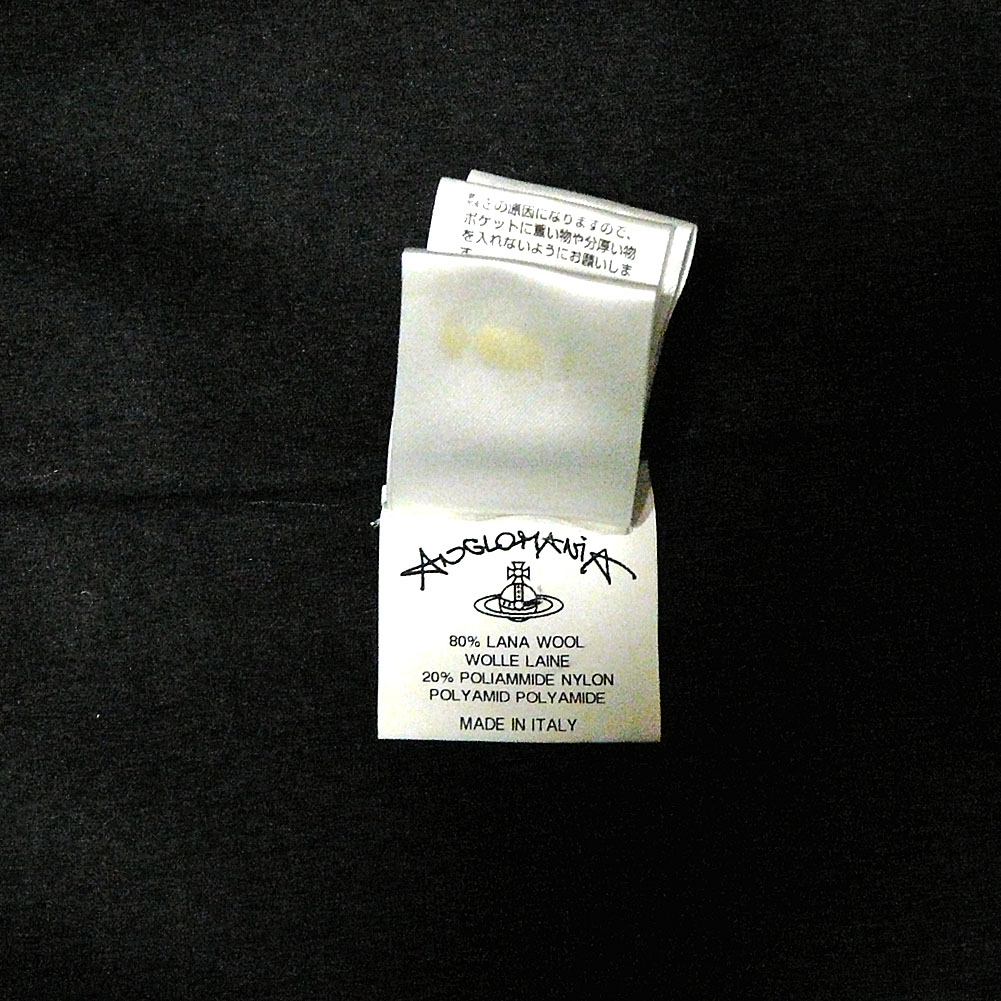 の原因になりますので、
ポケットに重い物や分厚い物
を入れないようにお願いしま
す
ANGLOMANIA
80% LANA WOOL
WOLLE LAINE
20% POLIAMMIDE NYLON
POLYAMID POLYAMIDE
MADE IN ITALY